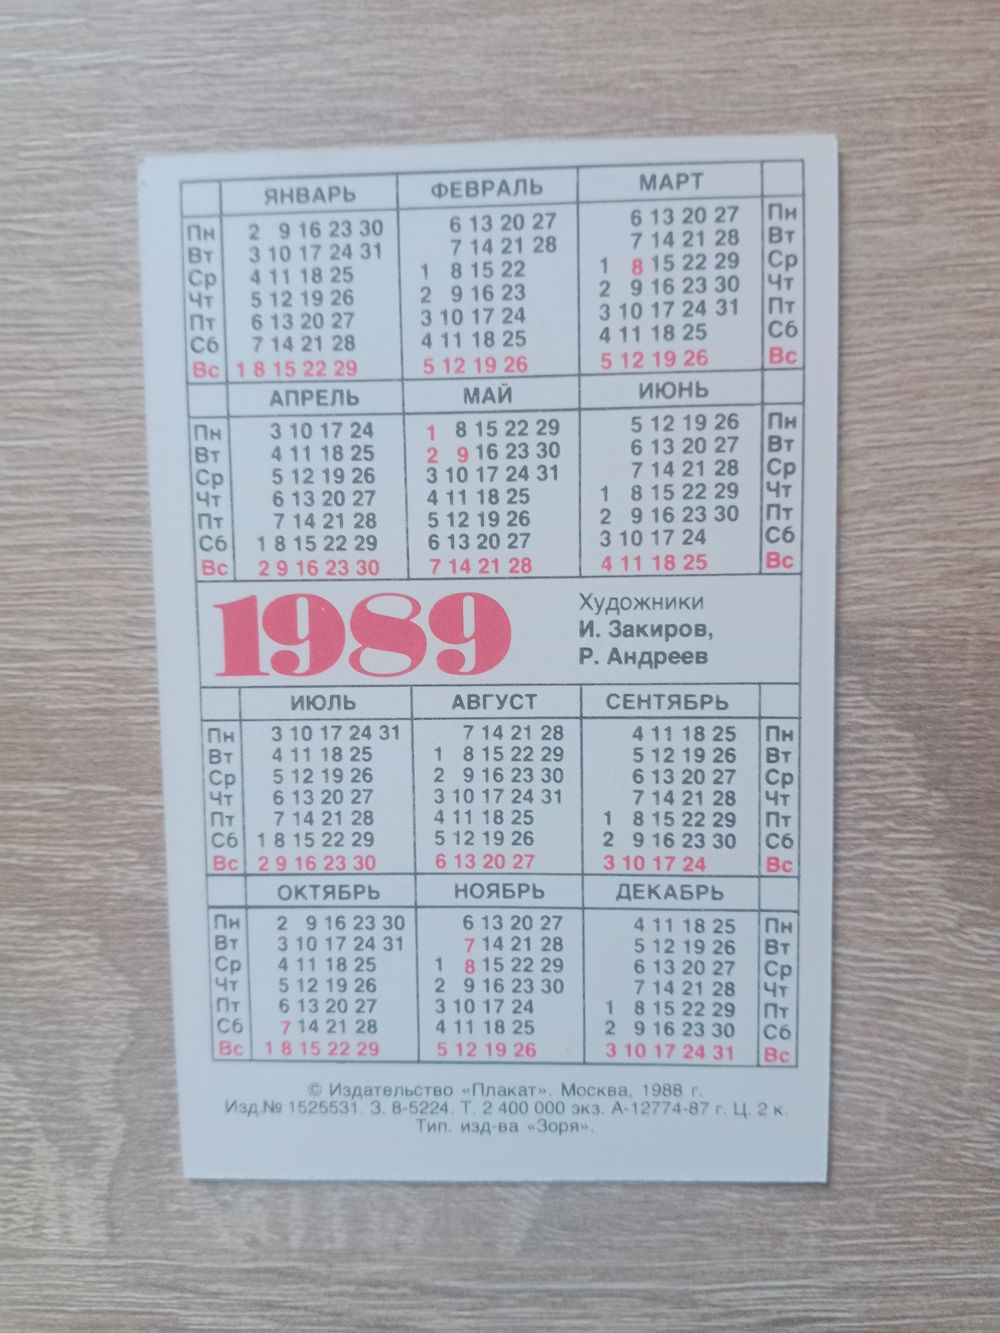 ЯНВАРЬ ФЕВРАЛЬ МАРТ
Пн 2 9 16 23 30 6 13 20 27 6 13 20 27 Пн
Вт 3 10 17 24 31 7 14 21 28 7 14 21 28 Вт
Ср 4 11 18 25 1 8 15 22 1 8 15 22 29 Ср
Чт 5 12 19 26 2 9 16 23 2 9 16 23 30 Чт
Пт 6 13 20 27 3 10 17 24 3 10 17 24 31 Пт
Сб 7 14 21 28 4 11 18 25 4 11 18 25 Сб
Вс 1 8 15 22 29 5 12 19 26 5 12 19 26 Вс
АПРЕЛЬ МАЙ ИЮНЬ
Пн 3 10 17 24 1 8 15 22 29 5 12 19 26 Пн
Вт 4 11 18 25 2 9 16 23 30 6 13 20 27 Вт
Ср 5 12 19 26 3 10 17 24 31 7 14 21 28 Ср
Чт 6 13 20 27 4 11 18 25 1 8 15 22 29 Чт
Пт 7 14 21 28 5 12 19 26 2 9 16 23 30 Пт
Сб 1 8 15 22 29 6 13 20 27 3 10 17 24 Сб
Вс 2 9 16 23 30 7 14 21 28 4 11 18 25 Вс
1989
Художники
И. Закиров,
Р. Андреев
ИЮЛЬ АВГУСТ СЕНТЯБРЬ
Пн 3 10 17 24 31 7 14 21 28 4 11 18 25 Пн
Вт 4 11 18 25 1 8 15 22 29 5 12 19 26 Вт
Ср 5 12 19 26 2 9 16 23 30 6 13 20 27 Ср
Чт 6 13 20 27 3 10 17 24 31 7 14 21 28 Чт
Пт 7 14 21 28 4 11 18 25 1 8 15 22 29 Пт
Сб 1 8 15 22 29 5 12 19 26 2 9 16 23 30 Сб
Вс 2 9 16 23 30 6 13 20 27 3 10 17 24 Вс
ОКТЯБРЬ НОЯБРЬ ДЕКАБРЬ
Пн 2 9 16 23 30 6 13 20 27 4 11 18 25 Пн
Вт 3 10 17 24 31 7 14 21 28 5 12 19 26 Вт
Ср 4 11 18 25 1 8 15 22 29 6 13 20 27 Ср
Чт 5 12 19 26 2 9 16 23 30 7 14 21 28 Чт
Пт 6 13 20 27 3 10 17 24 1 8 15 22 29 Пт
Сб 7 14 21 28 4 11 18 25 2 9 16 23 30 Сб
Вс 1 8 15 22 29 5 12 19 26 3 10 17 24 31 Вс
© Издательство «Плакат». Москва, 1988 г.
Изд.№ 1525531. З. 8-5224. Т. 2 400 000 экз. А-12774-87 г. Ц. 2 к.
Тип. изд-ва «Зоря».